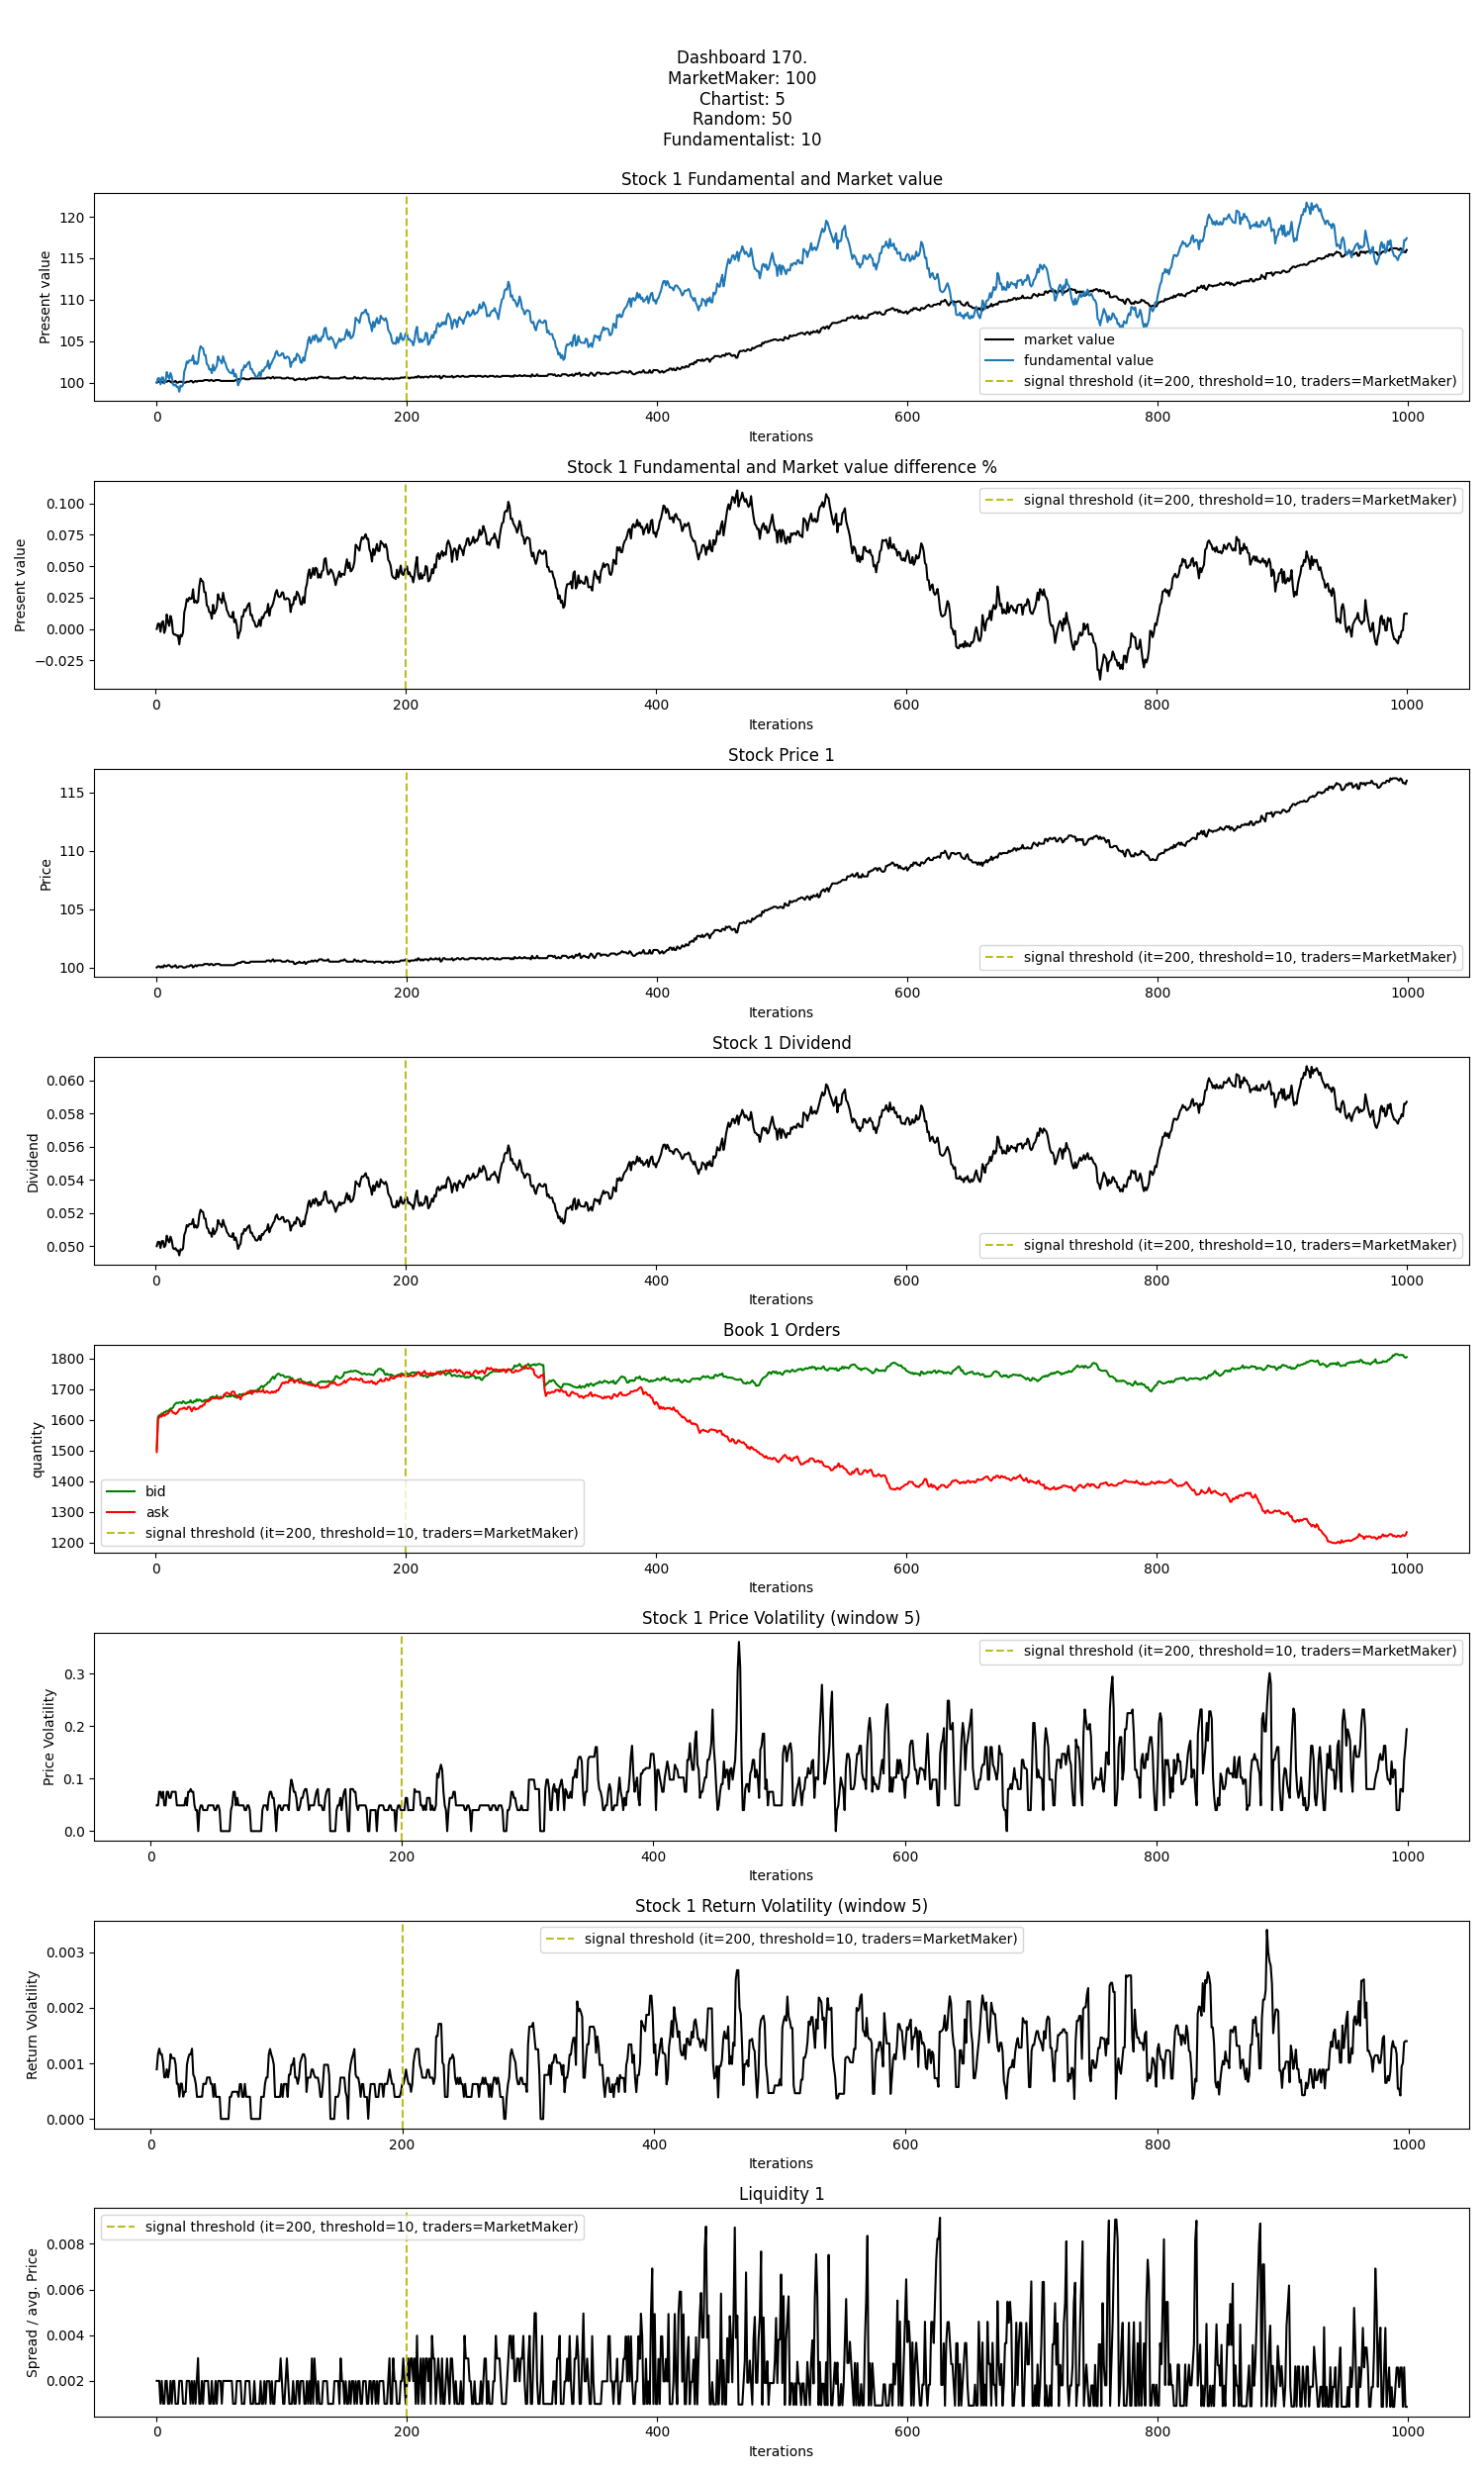 Dashboard 170.
MarketMaker: 100
Chartist: 5
Random: 50
Fundamentalist: 10
Stock 1 Fundamental and Market value
Present value
120
115
110
105
100
market value
fundamental value
signal threshold (it=200, threshold=10, traders=MarketMaker)
0 200 400 600 800 1000
Iterations
Stock 1 Fundamental and Market value difference %
Present value
0.100
0.075
0.050
0.025
0.000
−0.025
signal threshold (it=200, threshold=10, traders=MarketMaker)
0 200 400 600 800 1000
Iterations
Stock Price 1
Price
115
110
105
100
signal threshold (it=200, threshold=10, traders=MarketMaker)
0 200 400 600 800 1000
Iterations
Stock 1 Dividend
Dividend
0.060
0.058
0.056
0.054
0.052
0.050
signal threshold (it=200, threshold=10, traders=MarketMaker)
0 200 400 600 800 1000
Iterations
Book 1 Orders
quantity
1800
1700
1600
1500
1400
1300
1200
bid
ask
signal threshold (it=200, threshold=10, traders=MarketMaker)
0 200 400 600 800 1000
Iterations
Stock 1 Price Volatility (window 5)
Price Volatility
0.3
0.2
0.1
0.0
signal threshold (it=200, threshold=10, traders=MarketMaker)
0 200 400 600 800 1000
Iterations
Stock 1 Return Volatility (window 5)
Return Volatility
0.003
0.002
0.001
0.000
signal threshold (it=200, threshold=10, traders=MarketMaker)
0 200 400 600 800 1000
Iterations
Liquidity 1
Spread / avg. Price
0.008
0.006
0.004
0.002
signal threshold (it=200, threshold=10, traders=MarketMaker)
0 200 400 600 800 1000
Iterations